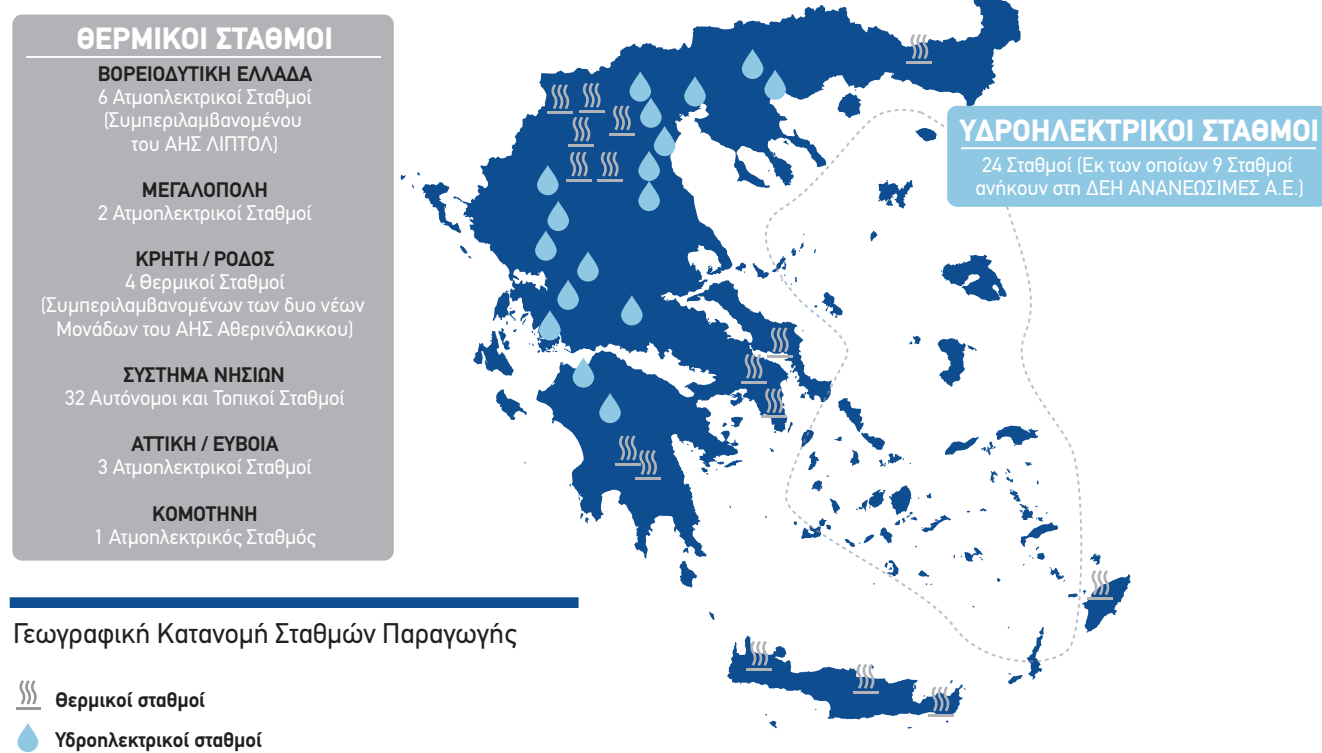 ΘΕΡΜΙΚΟΙ ΣΤΑΘΜΟΙ
ΒΟΡΕΙΟΔΥΤΙΚΗ ΕΛΛΑΔΑ
6 Ατμοηλεκτρικοί Σταθμοί
(Συμπεριλαμβανομένου
του ΑΗΣ ΛΙΠΤΟΛ)
ΜΕΓΑΛΟΠΟΛΗ
2 Ατμοηλεκτρικοί Σταθμοί
ΚΡΗΤΗ / ΡΟΔΟΣ
4 Θερμικοί Σταθμοί
(Συμπεριλαμβανομένων των δυο νέων
Μονάδων του ΑΗΣ Αθερινόλακκου)
ΣΥΣΤΗΜΑ ΝΗΣΙΩΝ
32 Αυτόνομοι και Τοπικοί Σταθμοί
ΑΤΤΙΚΗ / ΕΥΒΟΙΑ
3 Ατμοηλεκτρικοί Σταθμοί
ΚΟΜΟΤΗΝΗ
1 Ατμοηλεκτρικός Σταθμός
ΥΔΡΟΗΛΕΚΤΡΙΚΟΙ ΣΤΑΘΜΟΙ
24 Σταθμοί (Εκ των οποίων 9 Σταθμοί
ανήκουν στη ΔΕΗ ΑΝΑΝΕΩΣΙΜΕΣ Α.Ε.)
Γεωγραφική Κατανομή Σταθμών Παραγωγής
Θερμικοί σταθμοί
Υδροηλεκτρικοί σταθμοί